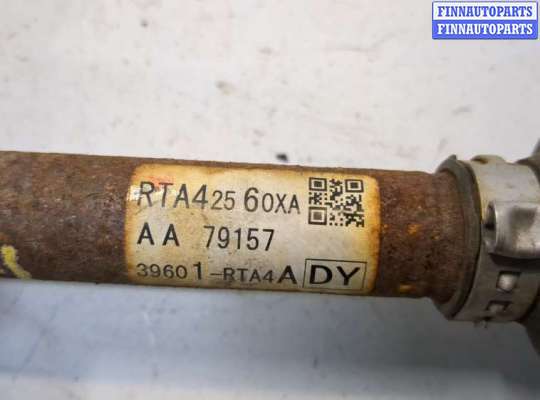 FINNAUTOPARTS
FINNAUTOPARTS
RTA425 60XA
AA 79157
39601-RTA4A DY